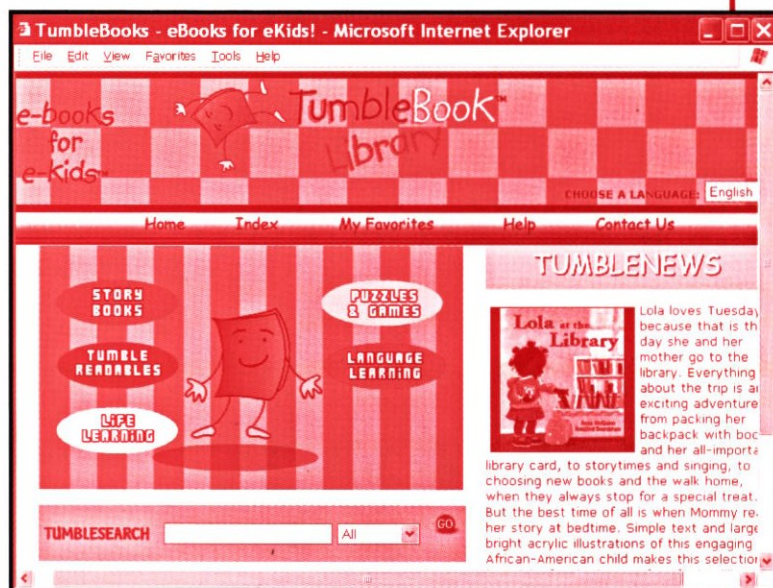 TumbleBooks - eBooks for eKids! - Microsoft Internet Explorer
File Edit View Favorites Tools Help
e-books
for
e-kids™
TumbleBook™
Library
CHOOSE A LANGUAGE: English
Home Index My Favorites Help Contact Us
STORY
BOOKS
TUMBLE
READABLES
LiFE
LEARNiNG
PUZZLES
& GAMES
LANGUAGE
LEARNiNG
TUMBLESEARCH All GO
TUMBLENEWS
Lola at the
Library
Lola loves Tuesday
because that is th
day she and her
mother go to the
library. Everything
about the trip is a
exciting adventure
from packing her
backpack with boo
and her all-importa
library card, to storytimes and singing, to
choosing new books and the walk home,
when they always stop for a special treat.
But the best time of all is when Mommy re
her story at bedtime. Simple text and large
bright acrylic illustrations of this engaging
African-American child makes this selection